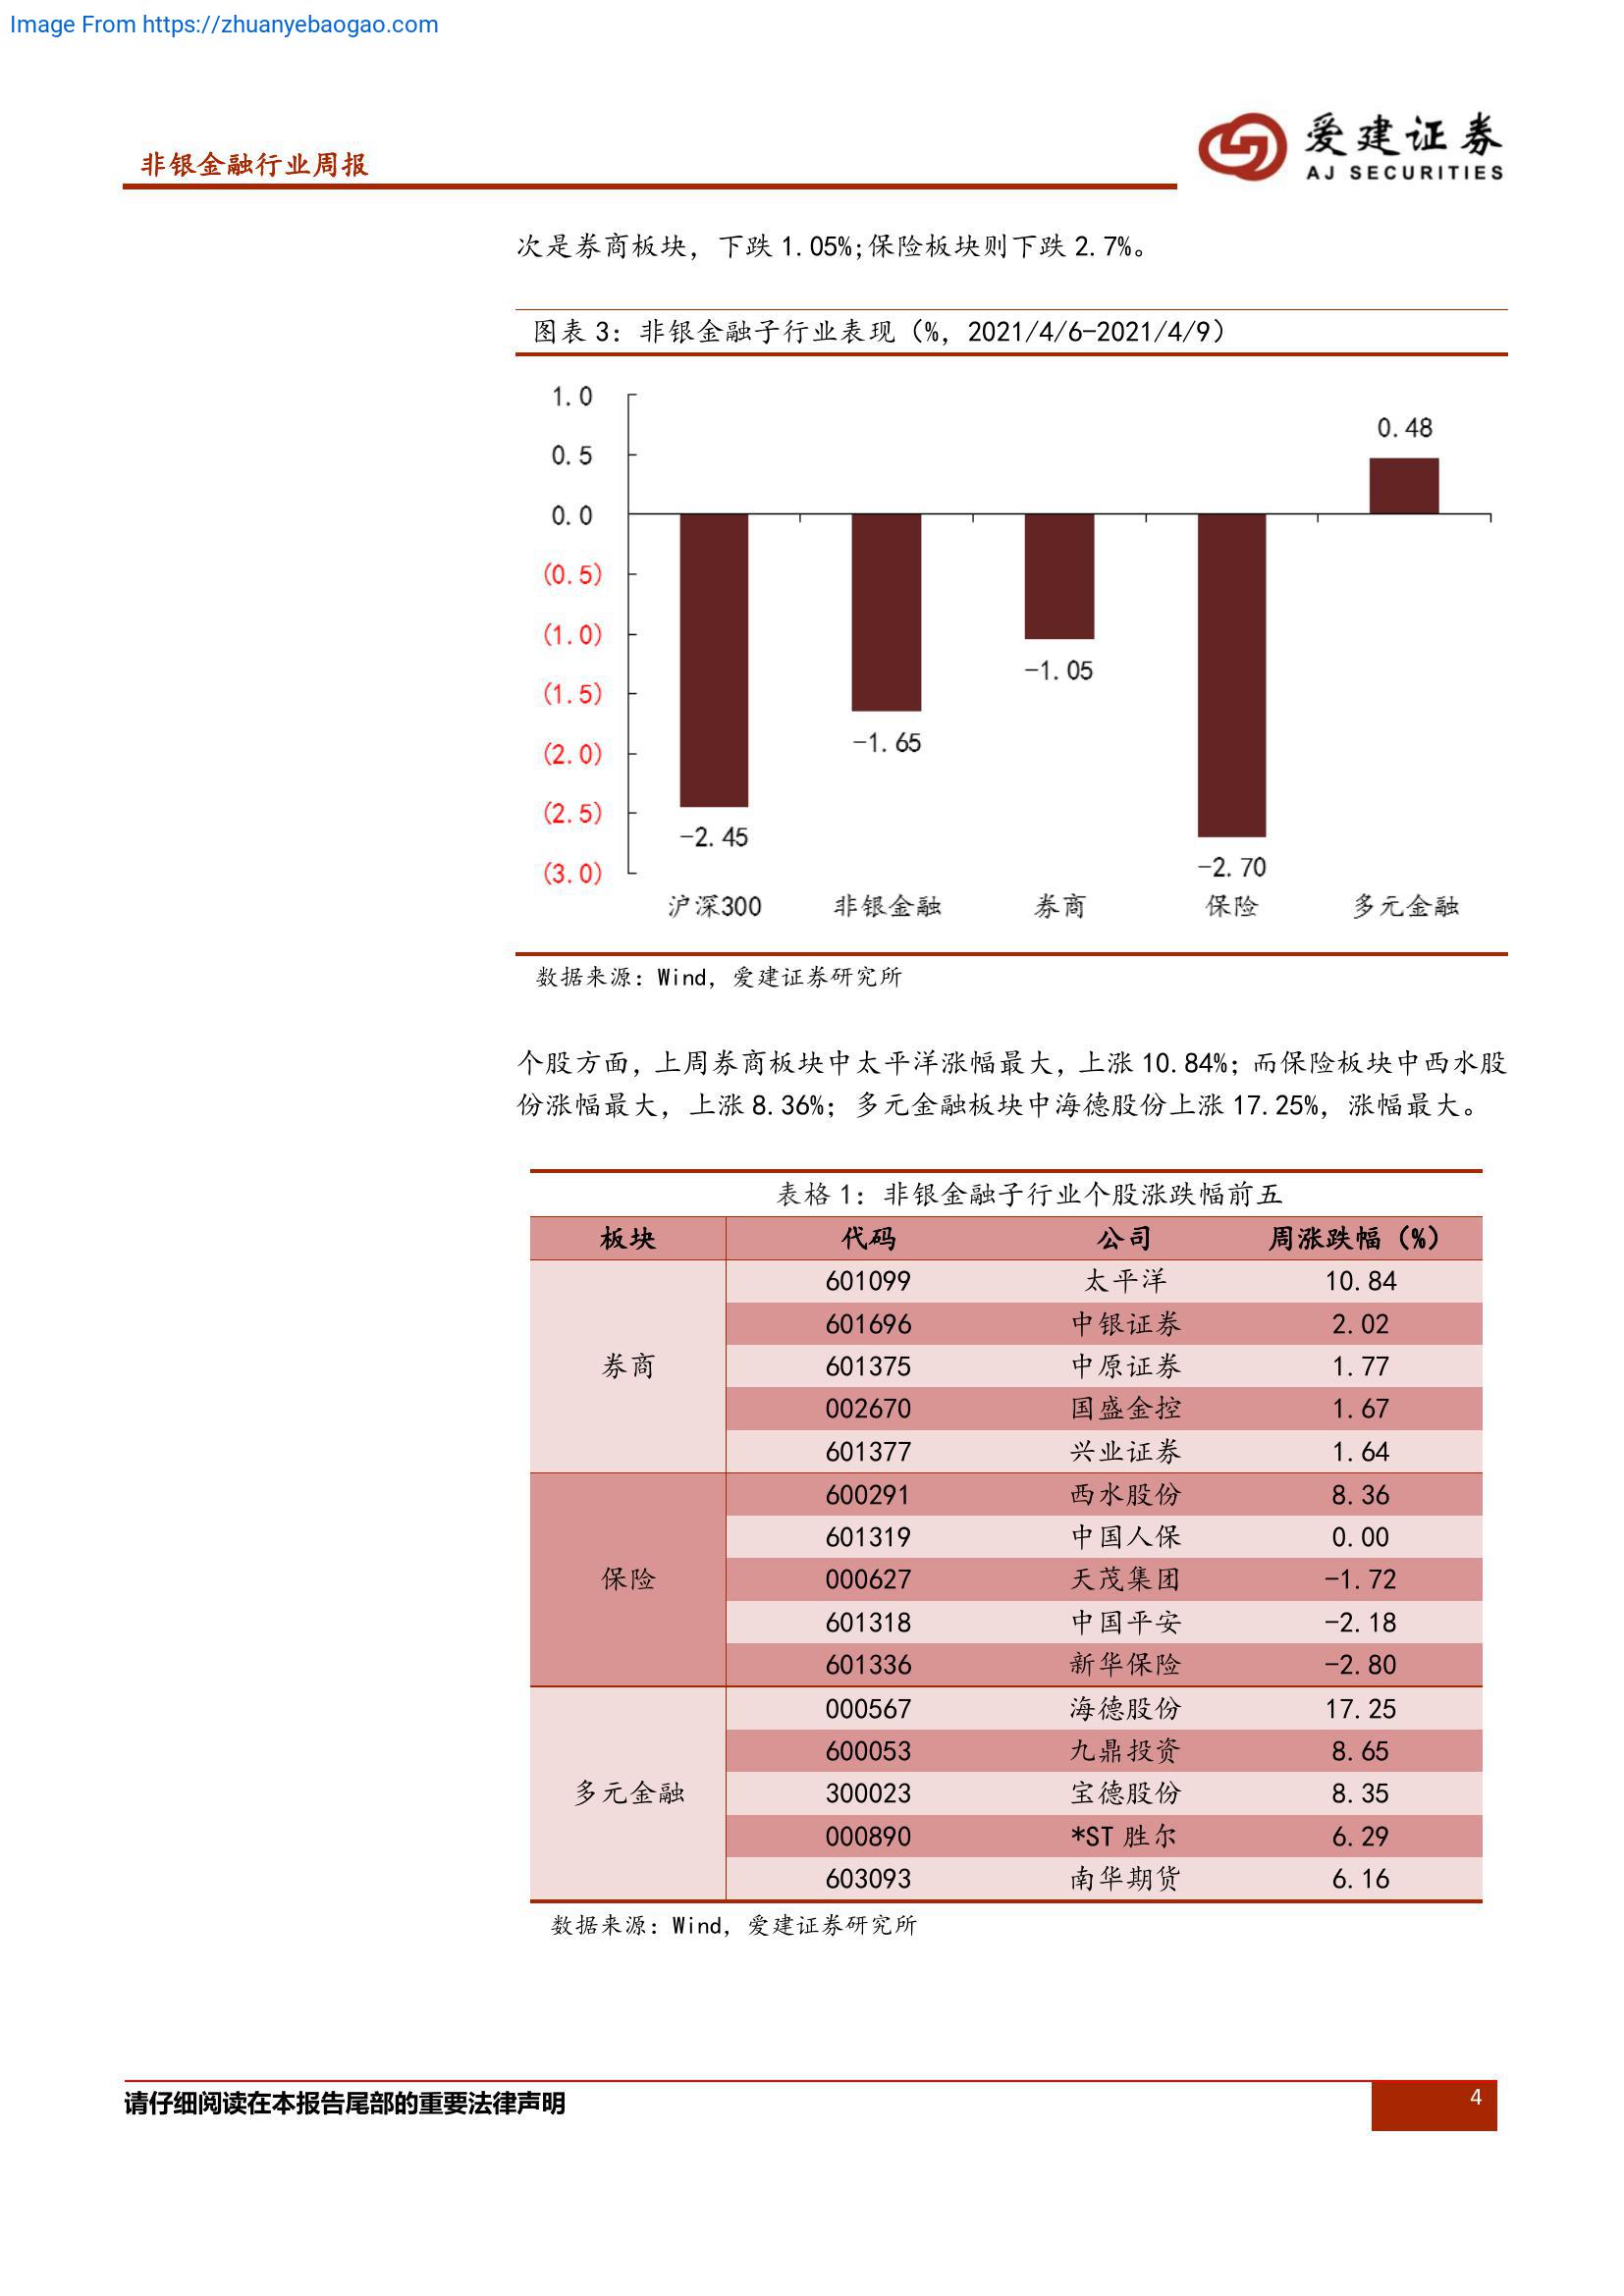 Image From https://zhuanyebaogao.com
非银金融行业周报
爱建证券
AJ SECURITIES
次是券商板块，下跌 1.05%;保险板块则下跌 2.7%。
图表 3：非银金融子行业表现（%，2021/4/6-2021/4/9）
1.0
0.5
0.0
(0.5)
(1.0)
(1.5)
(2.0)
(2.5)
(3.0)
-2.45
-1.65
-1.05
-2.70
0.48
沪深300 非银金融 券商 保险 多元金融
数据来源：Wind，爱建证券研究所
个股方面，上周券商板块中太平洋涨幅最大，上涨 10.84%；而保险板块中西水股
份涨幅最大，上涨 8.36%；多元金融板块中海德股份上涨 17.25%，涨幅最大。
表格 1：非银金融子行业个股涨跌幅前五
板块 代码 公司 周涨跌幅（%）
券商
601099 太平洋 10.84
601696 中银证券 2.02
601375 中原证券 1.77
002670 国盛金控 1.67
601377 兴业证券 1.64
保险
600291 西水股份 8.36
601319 中国人保 0.00
000627 天茂集团 -1.72
601318 中国平安 -2.18
601336 新华保险 -2.80
多元金融
000567 海德股份 17.25
600053 九鼎投资 8.65
300023 宝德股份 8.35
000890 *ST 胜尔 6.29
603093 南华期货 6.16
数据来源：Wind，爱建证券研究所
请仔细阅读在本报告尾部的重要法律声明
4